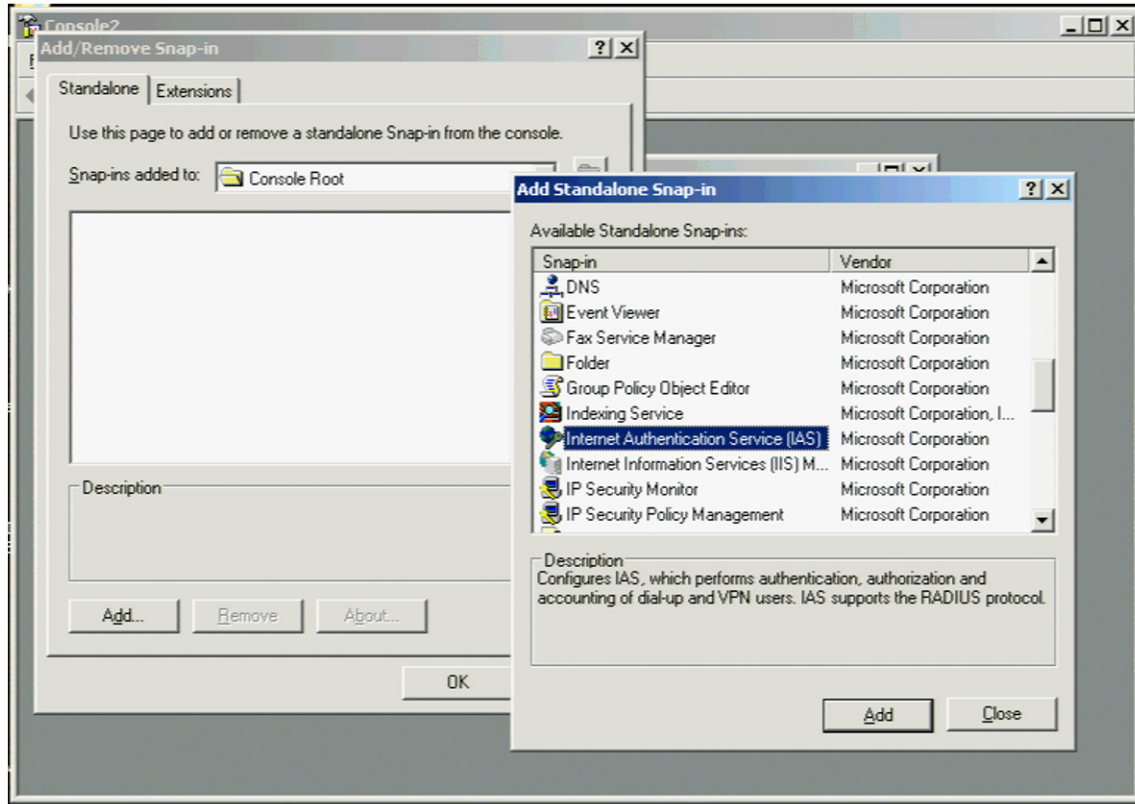 Console2
Add/Remove Snap-in
Standalone
Extensions
Use this page to add or remove a standalone Snap-in from the console.
Snap-ins added to:
Console Root
Description
Add...
Remove
About...
OK
Add Standalone Snap-in
Available Standalone Snap-ins:
Snap-in Vendor
DNS Microsoft Corporation
Event Viewer Microsoft Corporation
Fax Service Manager Microsoft Corporation
Folder Microsoft Corporation
Group Policy Object Editor Microsoft Corporation
Indexing Service Microsoft Corporation, I...
Internet Authentication Service (IAS) Microsoft Corporation
Internet Information Services (IIS) M... Microsoft Corporation
IP Security Monitor Microsoft Corporation
IP Security Policy Management Microsoft Corporation
Description
Configures IAS, which performs authentication, authorization and
accounting of dial-up and VPN users. IAS supports the RADIUS protocol.
Add
Close